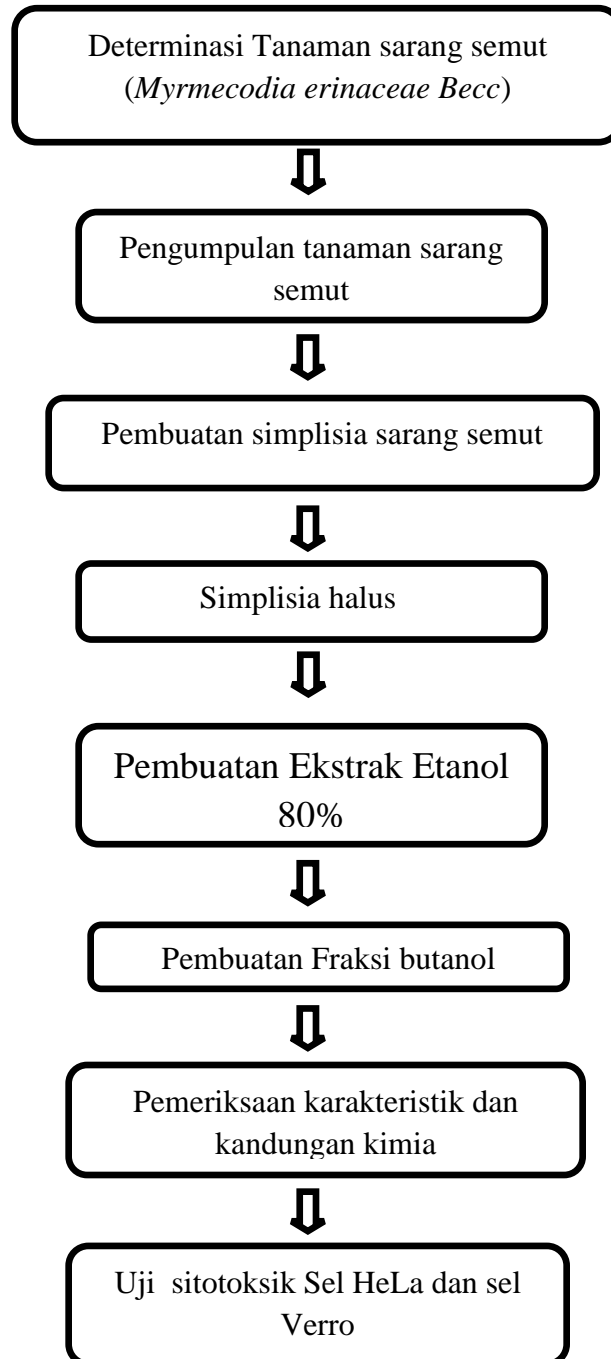 Determinasi Tanaman sarang semut
(Myrmecodia erinaceae Becc)
Pengumpulan tanaman sarang
semut
Pembuatan simplisia sarang semut
Simplisia halus
Pembuatan Ekstrak Etanol
80%
Pembuatan Fraksi butanol
Pemeriksaan karakteristik dan
kandungan kimia
Uji sitotoksik Sel HeLa dan sel
Verro